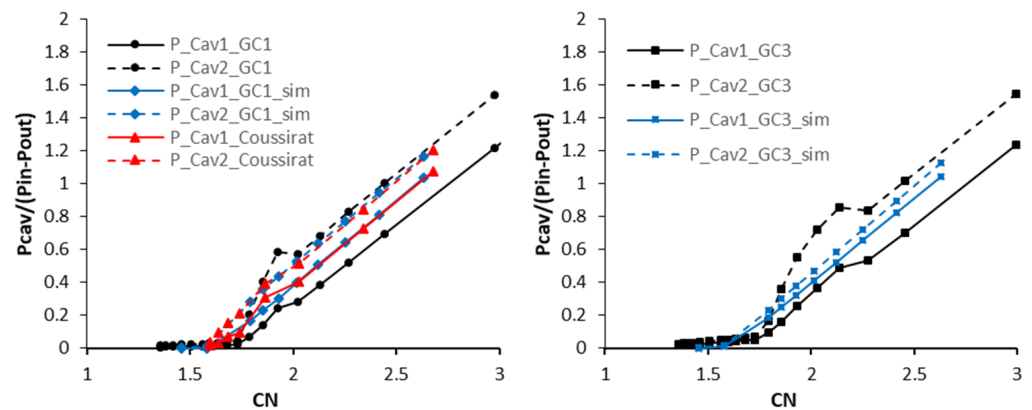 Pcav/(Pin-Pout)
2
1.8
1.6
1.4
1.2
1
0.8
0.6
0.4
0.2
0
P_Cav1_GC1
P_Cav2_GC1
P_Cav1_GC1_sim
P_Cav2_GC1_sim
P_Cav1_Coussirat
P_Cav2_Coussirat
1 1.5 2 2.5 3
CN
Pcav/(Pin-Pout)
2
1.8
1.6
1.4
1.2
1
0.8
0.6
0.4
0.2
0
P_Cav1_GC3
P_Cav2_GC3
P_Cav1_GC3_sim
P_Cav2_GC3_sim
1 1.5 2 2.5 3
CN